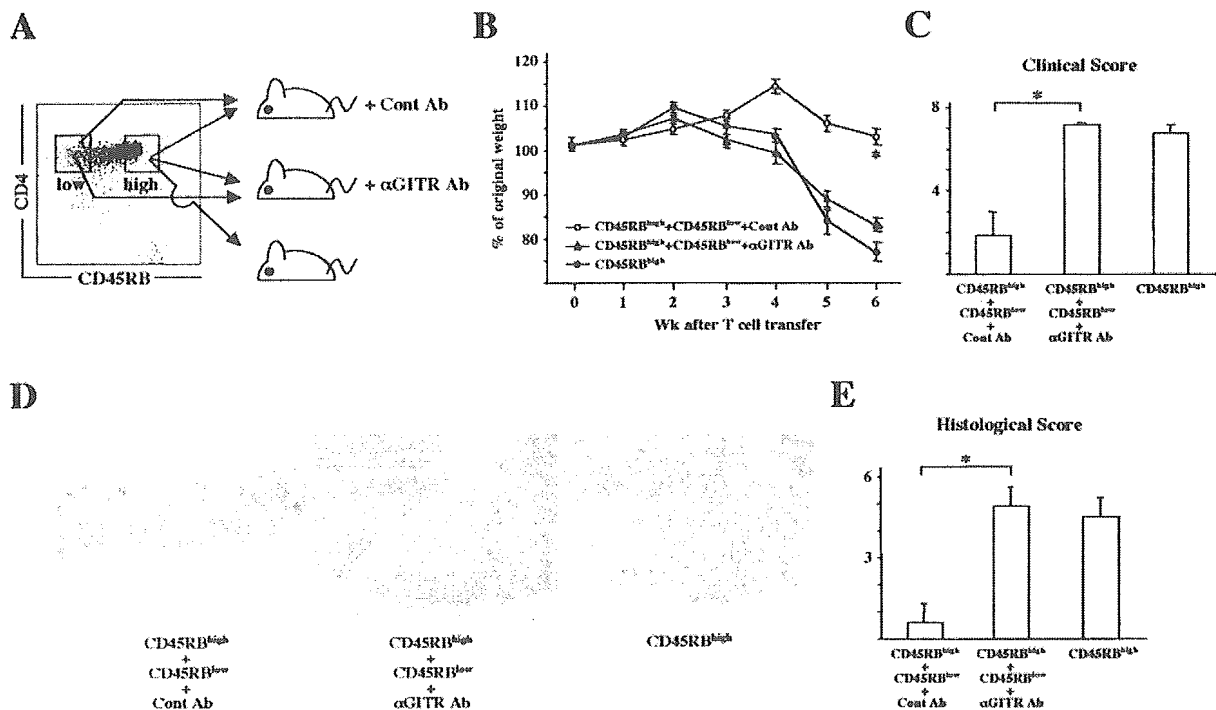 A
CD4
low
high
CD45RB
+ Cont Ab
+ αGITR Ab
B
% of original weight
120
110
100
90
80
*
CD45RBhigh+CD45RBlow+Cont Ab
CD45RBhigh+CD45RBlow+αGITR Ab
CD45RBhigh
0 1 2 3 4 5 6
Wk after T cell transfer
C
Clinical Score
*
8
4
CD45RBhigh
+
CD45RBlow
+
Cont Ab
CD45RBhigh
+
CD45RBlow
+
αGITR Ab
CD45RBhigh
D
CD45RBhigh
+
CD45RBlow
+
Cont Ab
CD45RBhigh
+
CD45RBlow
+
αGITR Ab
CD45RBhigh
E
Histological Score
*
6
3
CD45RBhigh
+
CD45RBlow
+
Cont Ab
CD45RBhigh
+
CD45RBlow
+
αGITR Ab
CD45RBhigh